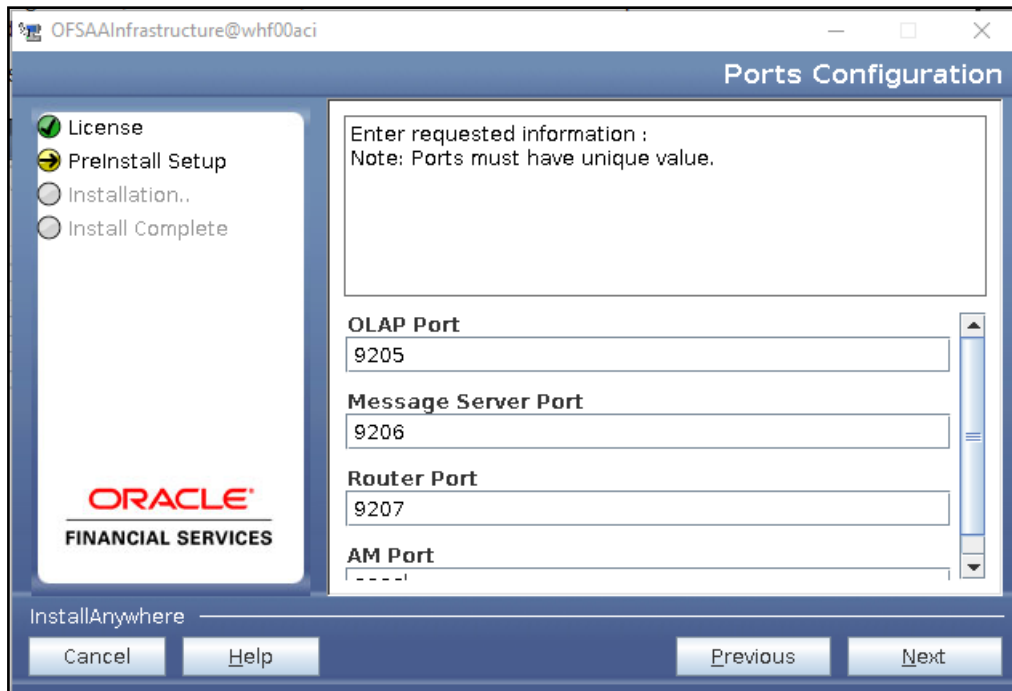 OFSAAInfrastructure@whf00aci
Ports Configuration
License
PreInstall Setup
Installation..
Install Complete
Enter requested information :
Note: Ports must have unique value.
OLAP Port
9205
Message Server Port
9206
Router Port
9207
AM Port
ORACLE
FINANCIAL SERVICES
InstallAnywhere
Cancel
Help
Previous
Next